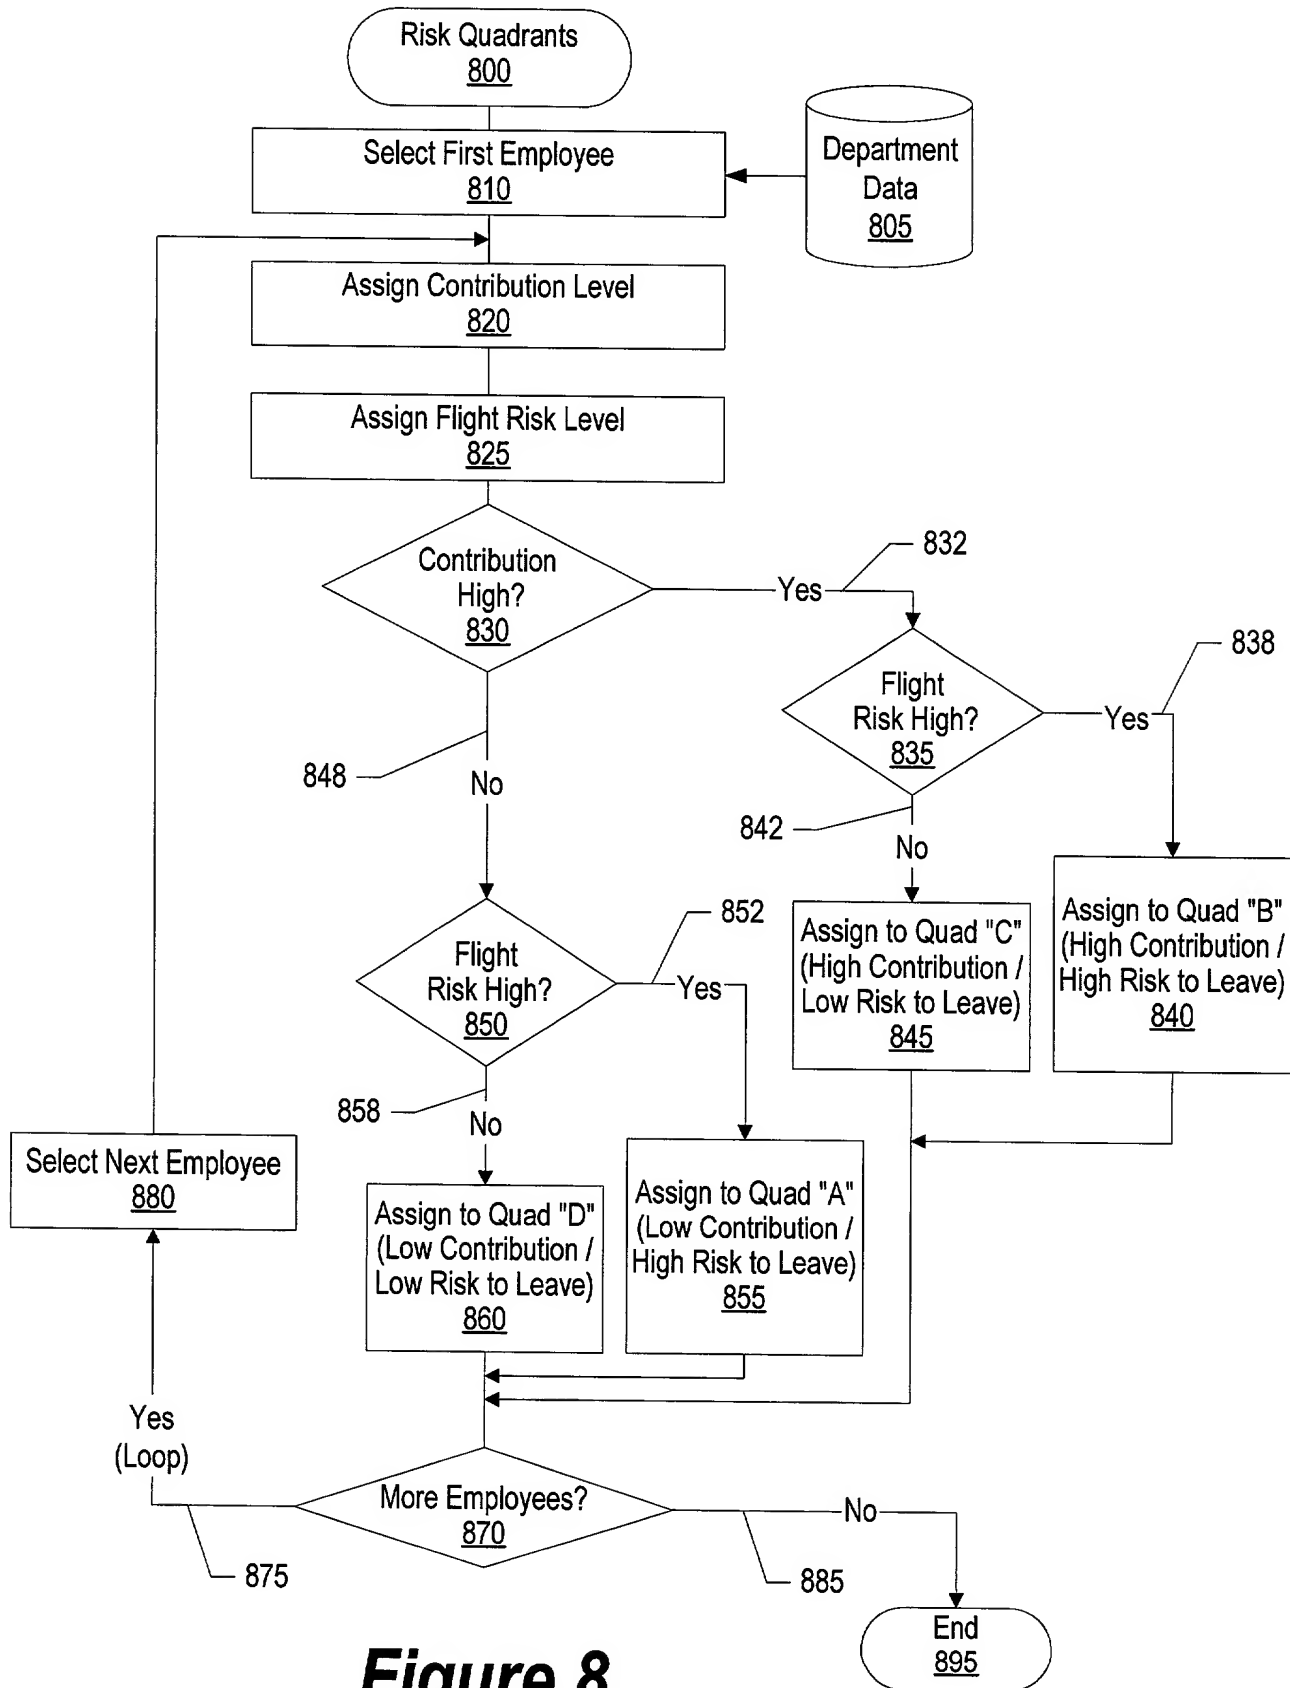 Risk Quadrants
800
Select First Employee
810
Department
Data
805
Assign Contribution Level
820
Assign Flight Risk Level
825
Contribution
High?
830
Yes
832
Flight
Risk High?
835
Yes
838
848
No
842
No
Assign to Quad "B"
(High Contribution /
High Risk to Leave)
840
Assign to Quad "C"
(High Contribution /
Low Risk to Leave)
845
Flight
Risk High?
850
852
Yes
858
No
Select Next Employee
880
Assign to Quad "A"
(Low Contribution /
High Risk to Leave)
855
Assign to Quad "D"
(Low Contribution /
Low Risk to Leave)
860
Yes
(Loop)
More Employees?
870
No
875
885
End
895
Figure 8